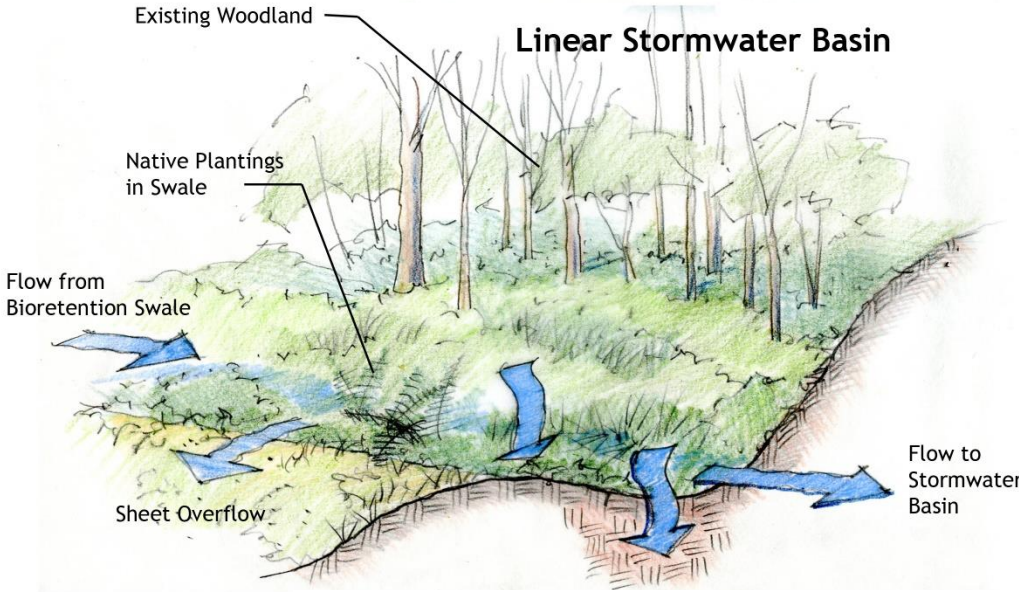 Existing Woodland
Linear Stormwater Basin
Native Plantings
in Swale
Flow from
Bioretention Swale
Flow to
Stormwater
Basin
Sheet Overflow